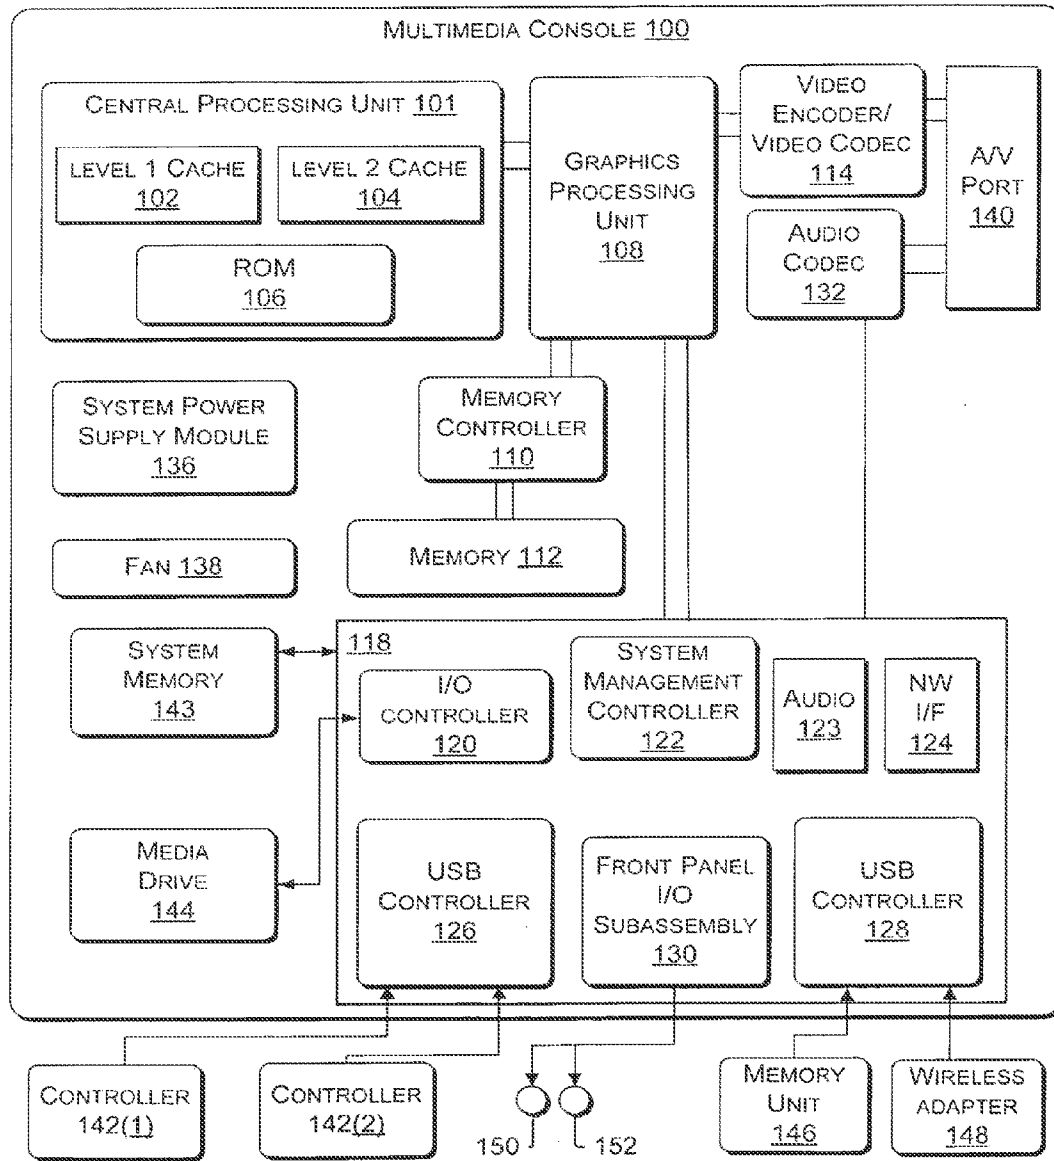 MULTIMEDIA CONSOLE 100
CENTRAL PROCESSING UNIT 101
LEVEL 1 CACHE
102
LEVEL 2 CACHE
104
ROM
106
GRAPHICS
PROCESSING
UNIT
108
VIDEO
ENCODER/
VIDEO CODEC
114
A/V
PORT
140
AUDIO
CODEC
132
SYSTEM POWER
SUPPLY MODULE
136
MEMORY
CONTROLLER
110
FAN 138
MEMORY 112
SYSTEM
MEMORY
143
118
I/O
CONTROLLER
120
SYSTEM
MANAGEMENT
CONTROLLER
122
AUDIO
123
NW
I/F
124
MEDIA
DRIVE
144
USB
CONTROLLER
126
FRONT PANEL
I/O
SUBASSEMBLY
130
USB
CONTROLLER
128
CONTROLLER
142(1)
CONTROLLER
142(2)
150
152
MEMORY
UNIT
146
WIRELESS
ADAPTER
148